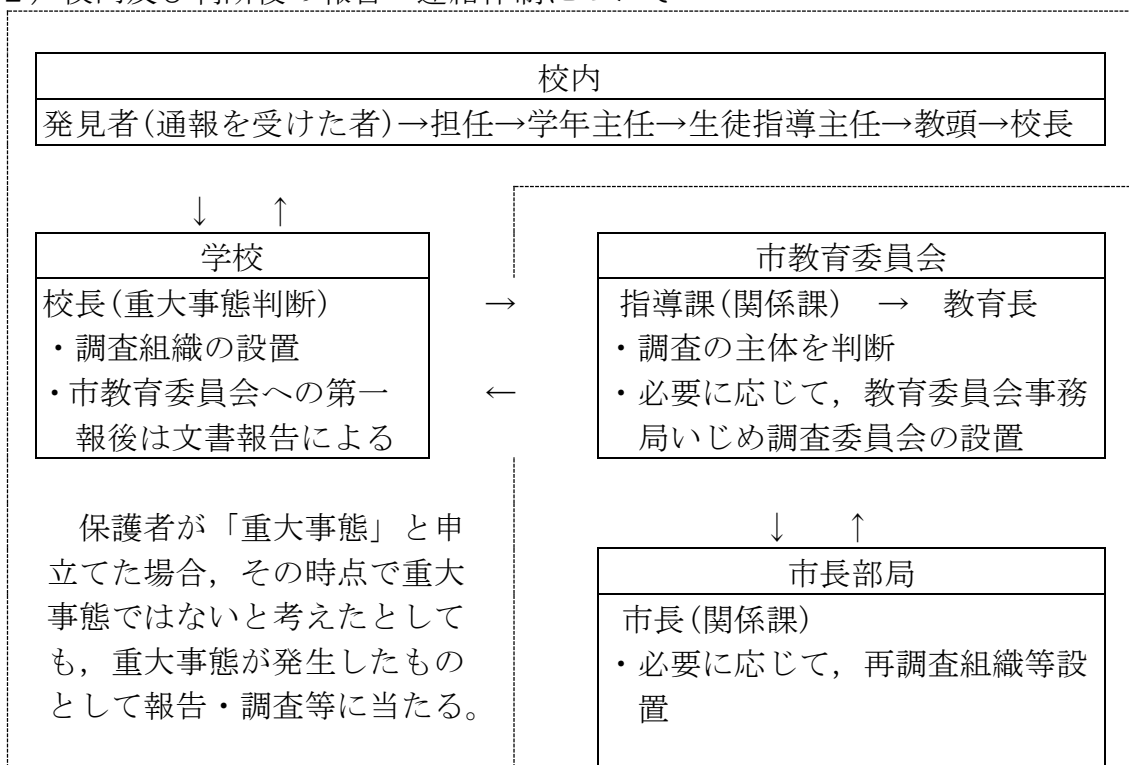 校内
発見者(通報を受けた者)→担任→学年主任→生徒指導主任→教頭→校長
↓ ↑
学校
校長(重大事態判断)
・調査組織の設置
・市教育委員会への第一
報後は文書報告による
→
←
市教育委員会
指導課(関係課) → 教育長
・調査の主体を判断
・必要に応じて，教育委員会事務
局いじめ調査委員会の設置
保護者が「重大事態」と申
立てた場合，その時点で重大
事態ではないと考えたとして
も，重大事態が発生したもの
として報告・調査等に当たる。
↓ ↑
市長部局
市長(関係課)
・必要に応じて，再調査組織等設
置